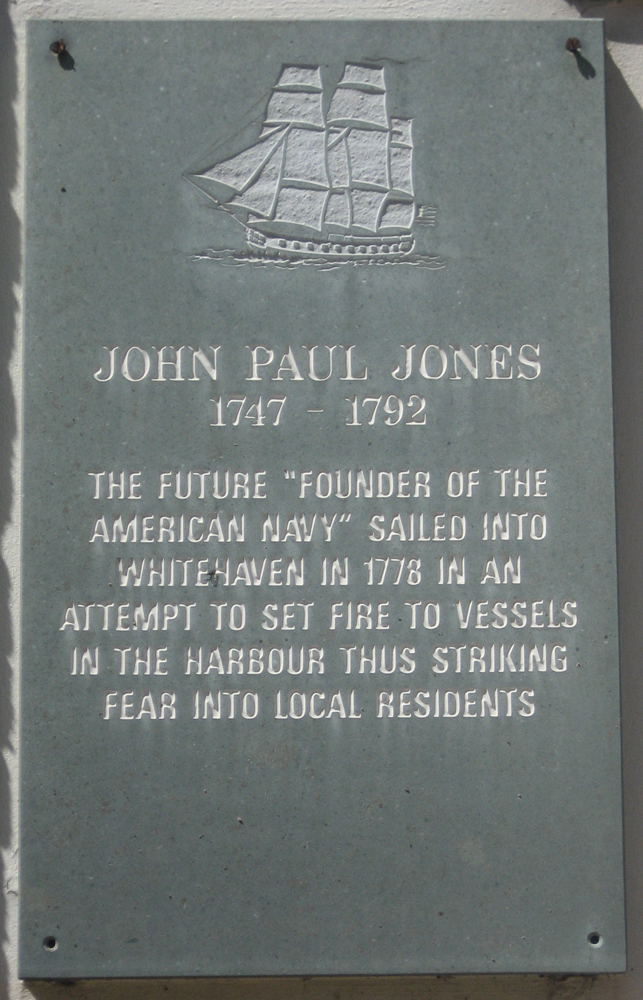 JOHN PAUL JONES
1747 - 1792
THE FUTURE "FOUNDER OF THE
AMERICAN NAVY" SAILED INTO
WHITEHAVEN IN 1778 IN AN
ATTEMPT TO SET FIRE TO VESSELS
IN THE HARBOUR THUS STRIKING
FEAR INTO LOCAL RESIDENTS